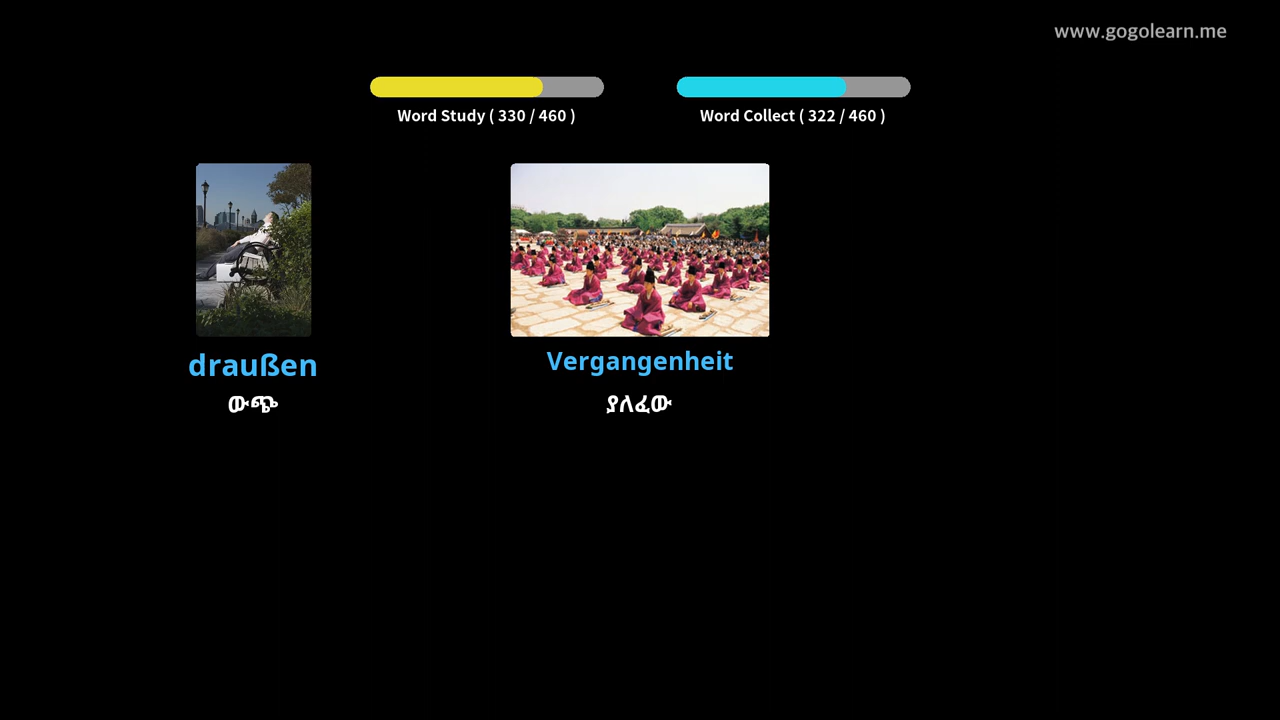 www.gogolearn.me
Word Study ( 330 / 460 )
Word Collect ( 322 / 460 )
draußen
ውጭ
Vergangenheit
ያለፈው